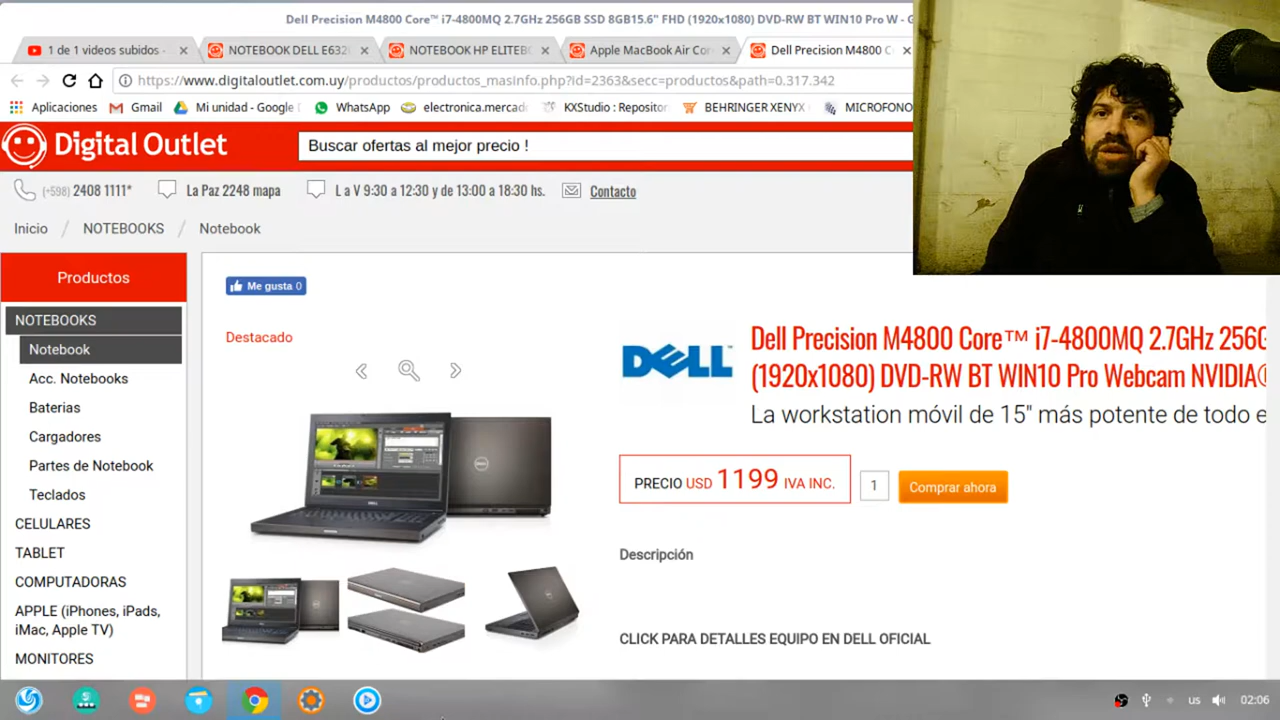 Dell Precision M4800 Core™ i7-4800MQ 2.7GHz 256GB SSD 8GB15.6" FHD (1920x1080) DVD-RW BT WIN10 Pro W - G
1 de 1 videos subidos -
NOTEBOOK DELL E632
NOTEBOOK HP ELITEB
Apple MacBook Air Cor
Dell Precision M4800 C
https://www.digitaloutlet.com.uy/productos/productos_masinfo.php?id=2363&secc=productos&path=0.317.342
Aplicaciones
Gmail
Mi unidad - Google
WhatsApp
electronica.mercado
KXStudio : Repositor
BEHRINGER XENYX
MICROFONO
Digital Outlet
Buscar ofertas al mejor precio !
(+598) 2408 1111*
La Paz 2248 mapa
L a V 9:30 a 12:30 y de 13:00 a 18:30 hs.
Contacto
Inicio / NOTEBOOKS / Notebook
Productos
NOTEBOOKS
Notebook
Acc. Notebooks
Baterias
Cargadores
Partes de Notebook
Teclados
CELULARES
TABLET
COMPUTADORAS
APPLE (iPhones, iPads,
iMac, Apple TV)
MONITORES
Me gusta 0
Destacado
DELL
Dell Precision M4800 Core™ i7-4800MQ 2.7GHz 256G
(1920x1080) DVD-RW BT WIN10 Pro Webcam NVIDIA®
La workstation móvil de 15" más potente de todo e
PRECIO USD 1199 IVA INC.
1
Comprar ahora
Descripción
CLICK PARA DETALLES EQUIPO EN DELL OFICIAL
us
02:06